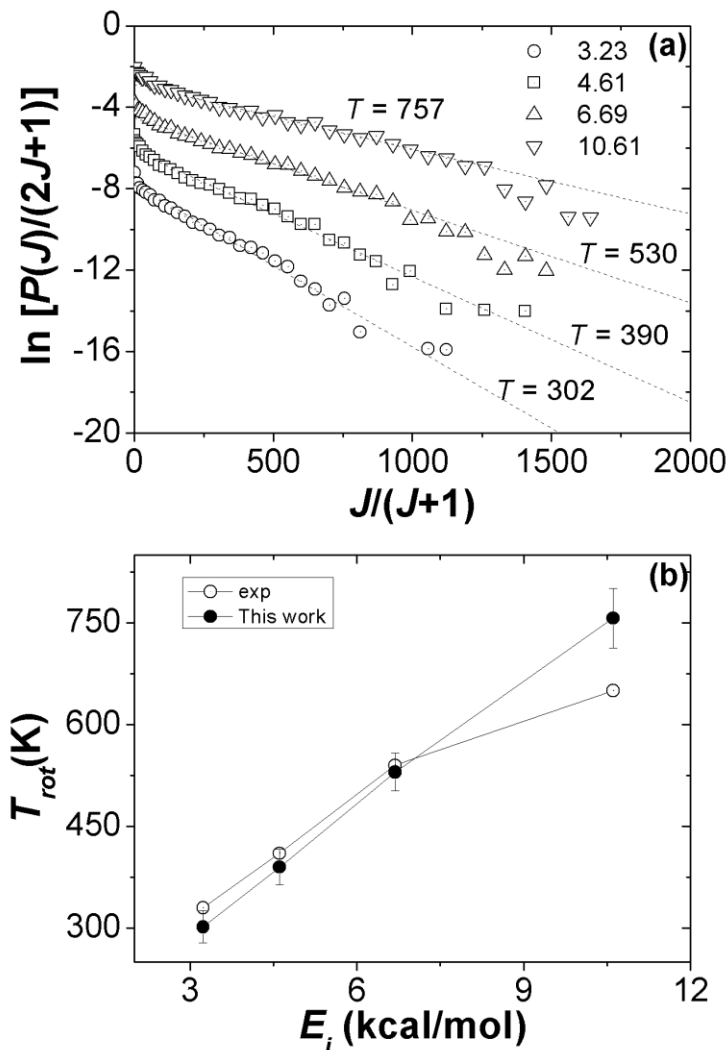 (a)
ln [P(J)/(2J+1)]
0
-4
-8
-12
-16
-20
3.23
4.61
6.69
10.61
T = 757
T = 530
T = 390
T = 302
0 500 1000 1500 2000
J/(J+1)
(b)
exp
This work
T_rot(K)
750
600
450
300
3 6 9 12
E_i (kcal/mol)